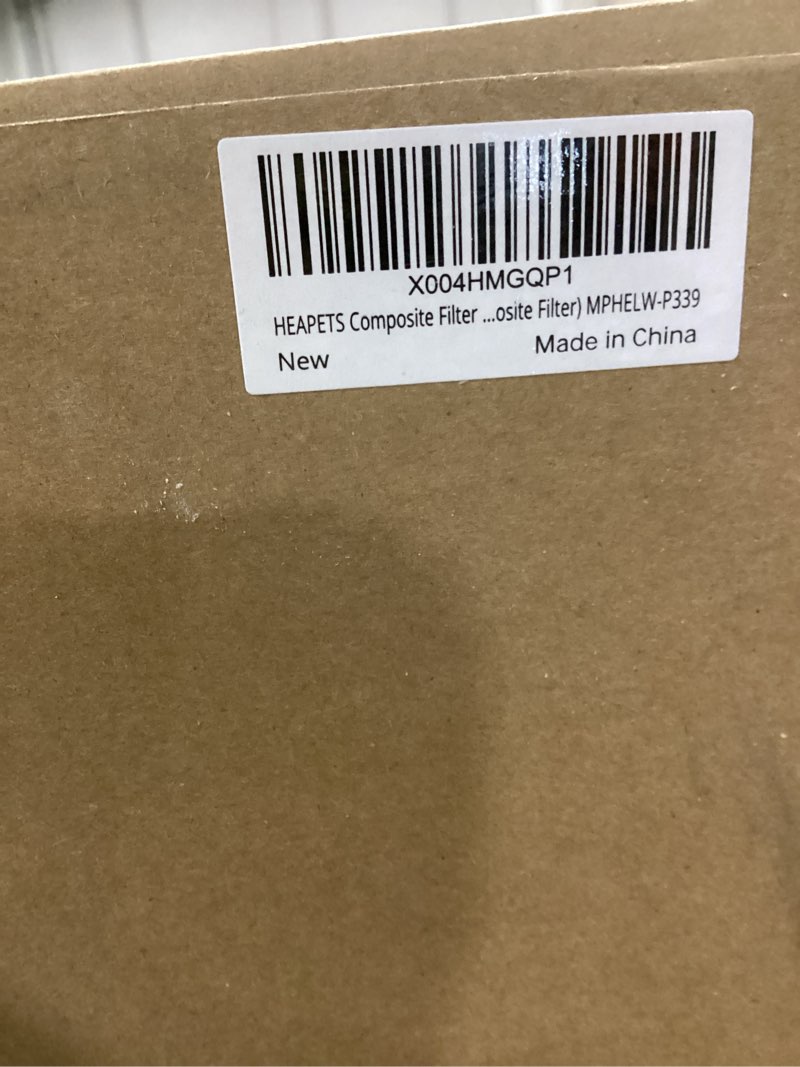 X004HMGQP1
HEAPETS Composite Filter ...osite Filter) MPHELW-P339
New Made in China